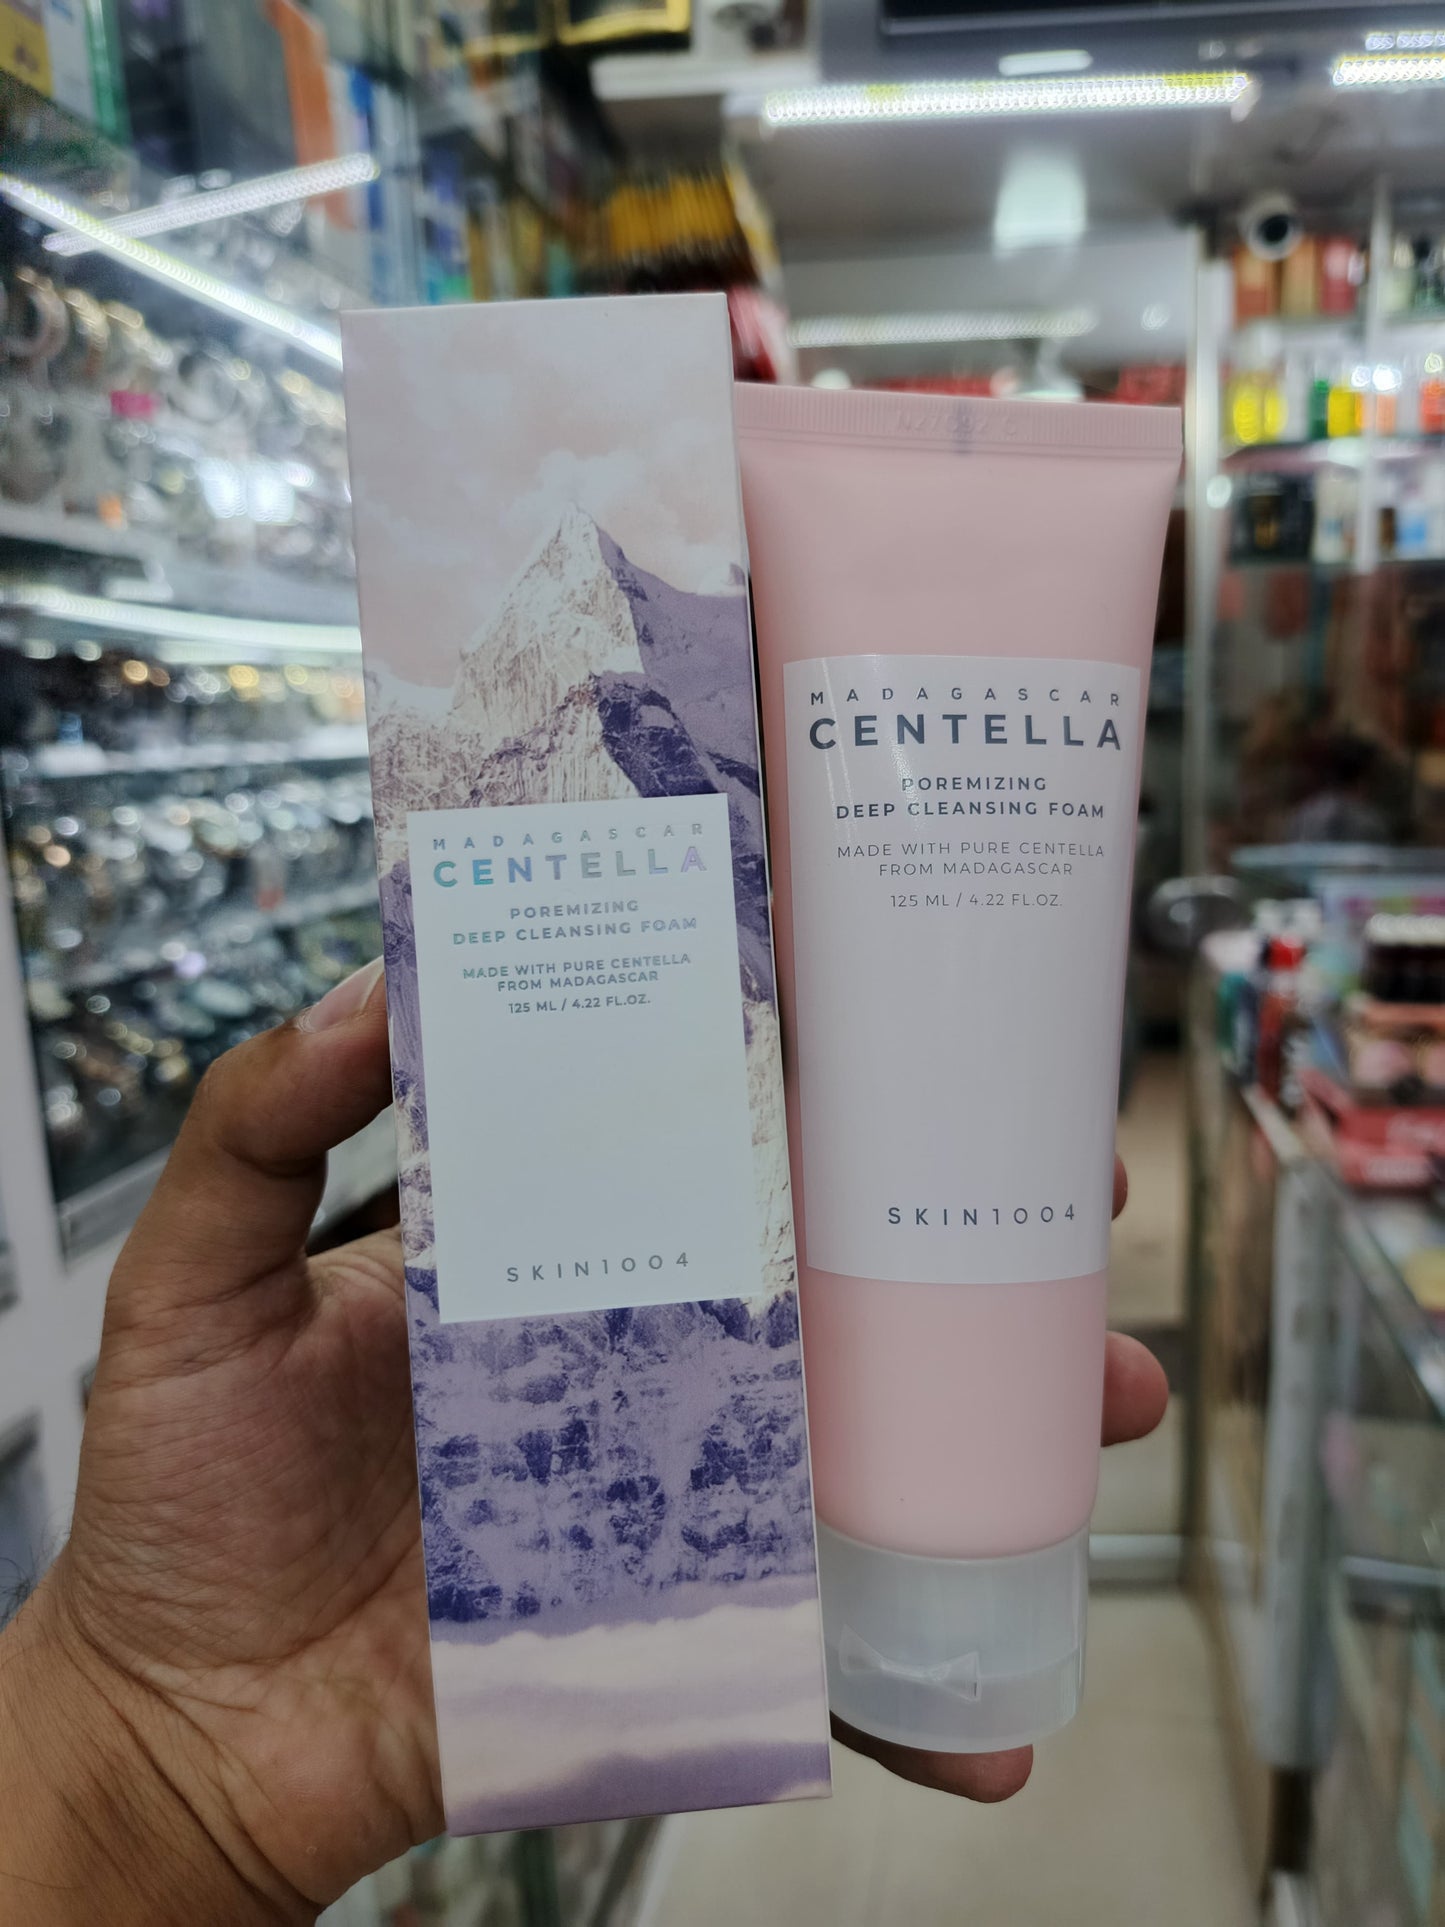 MADAGASCAR
CENTELLA
POREMIZING
DEEP CLEANSING FOAM
MADE WITH PURE CENTELLA
FROM MADAGASCAR
125 ML / 4.22 FL.OZ.
SKIN1004
MADAGASCAR
CENTELLA
POREMIZING
DEEP CLEANSING FOAM
MADE WITH PURE CENTELLA
FROM MADAGASCAR
125 ML / 4.22 FL.OZ.
SKIN1004